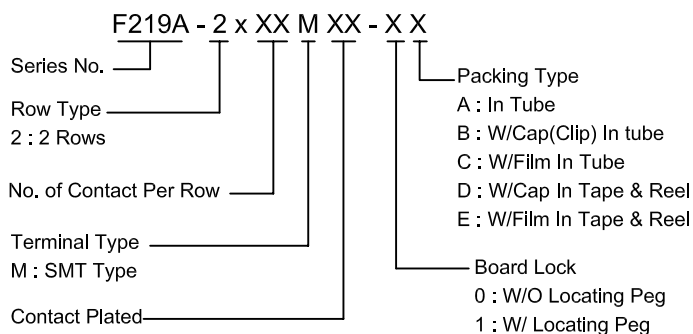 F219A - 2 x XX M XX - X X
Series No.
Row Type
2 : 2 Rows
No. of Contact Per Row
Terminal Type
M : SMT Type
Contact Plated
Packing Type
A : In Tube
B : W/Cap(Clip) In tube
C : W/Film In Tube
D : W/Cap In Tape & Reel
E : W/Film In Tape & Reel
Board Lock
0 : W/O Locating Peg
1 : W/ Locating Peg